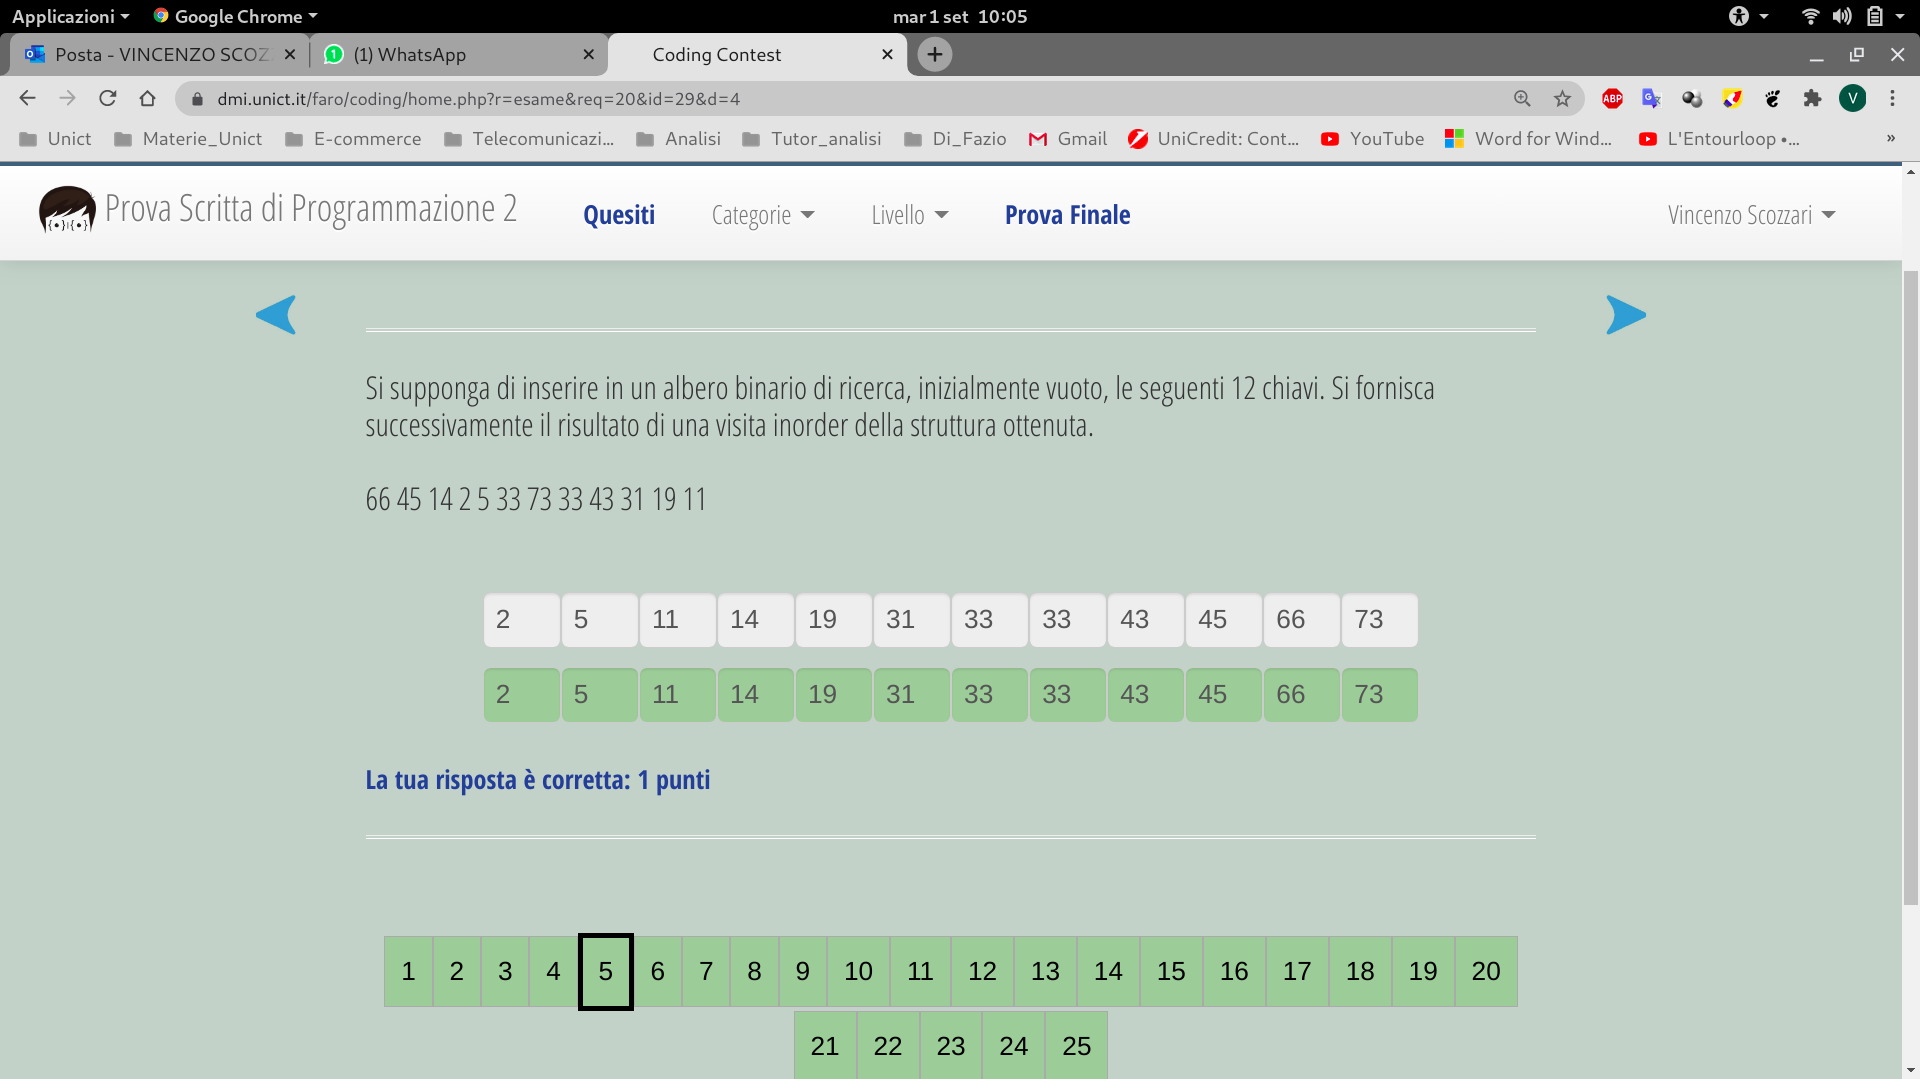 Applicazioni Google Chrome mar 1 set 10:05
Posta - VINCENZO SCOZ (1) WhatsApp Coding Contest
dmi.unict.it/faro/coding/home.php?r=esame&req=20&id=29&d=4 ABP V
Unict Materie_Unict E-commerce Telecomunicazi... Analisi Tutor_analisi Di_Fazio Gmail UniCredit: Cont... YouTube Word for Wind... L'Entourloop •... »
Prova Scritta di Programmazione 2 Quesiti Categorie Livello Prova Finale Vincenzo Scozzari
Si supponga di inserire in un albero binario di ricerca, inizialmente vuoto, le seguenti 12 chiavi. Si fornisca
successivamente il risultato di una visita inorder della struttura ottenuta.
66 45 14 2 5 33 73 33 43 31 19 11
2 5 11 14 19 31 33 33 43 45 66 73
2 5 11 14 19 31 33 33 43 45 66 73
La tua risposta è corretta: 1 punti
1 2 3 4 5 6 7 8 9 10 11 12 13 14 15 16 17 18 19 20
21 22 23 24 25